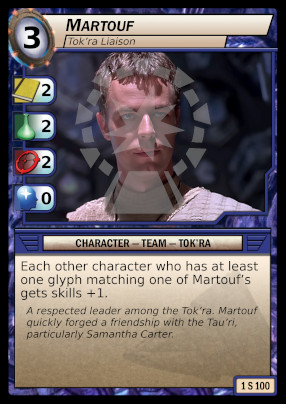 3
Martouf
Tok'ra Liaison
2
2
2
0
CHARACTER – TEAM – TOK'RA
Each other character who has at least
one glyph matching one of Martouf's
gets skills +1.
A respected leader among the Tok'ra. Martouf
quickly forged a friendship with the Tau'ri,
particularly Samantha Carter.
1 S 100